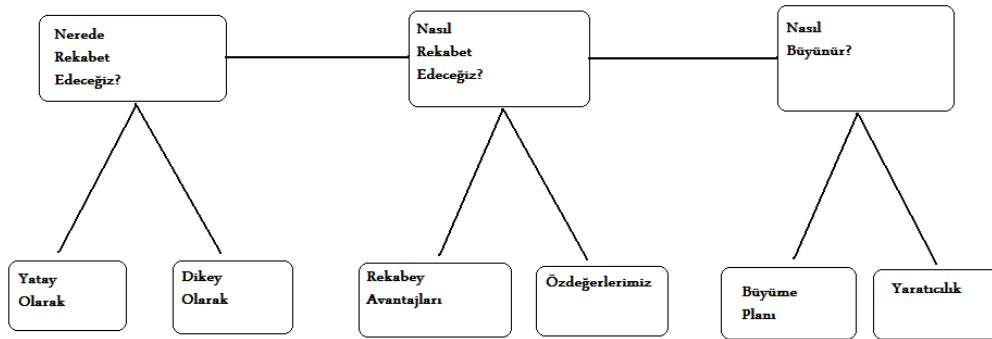 Nerede
Rekabet
Edeceğiz?
Nasıl
Rekabet
Edeceğiz?
Nasıl
Büyünür?
Yatay
Olarak
Dikey
Olarak
Rekabey
Avantajları
Özdeğerlerimiz
Büyüme
Planı
Yaratıcılık